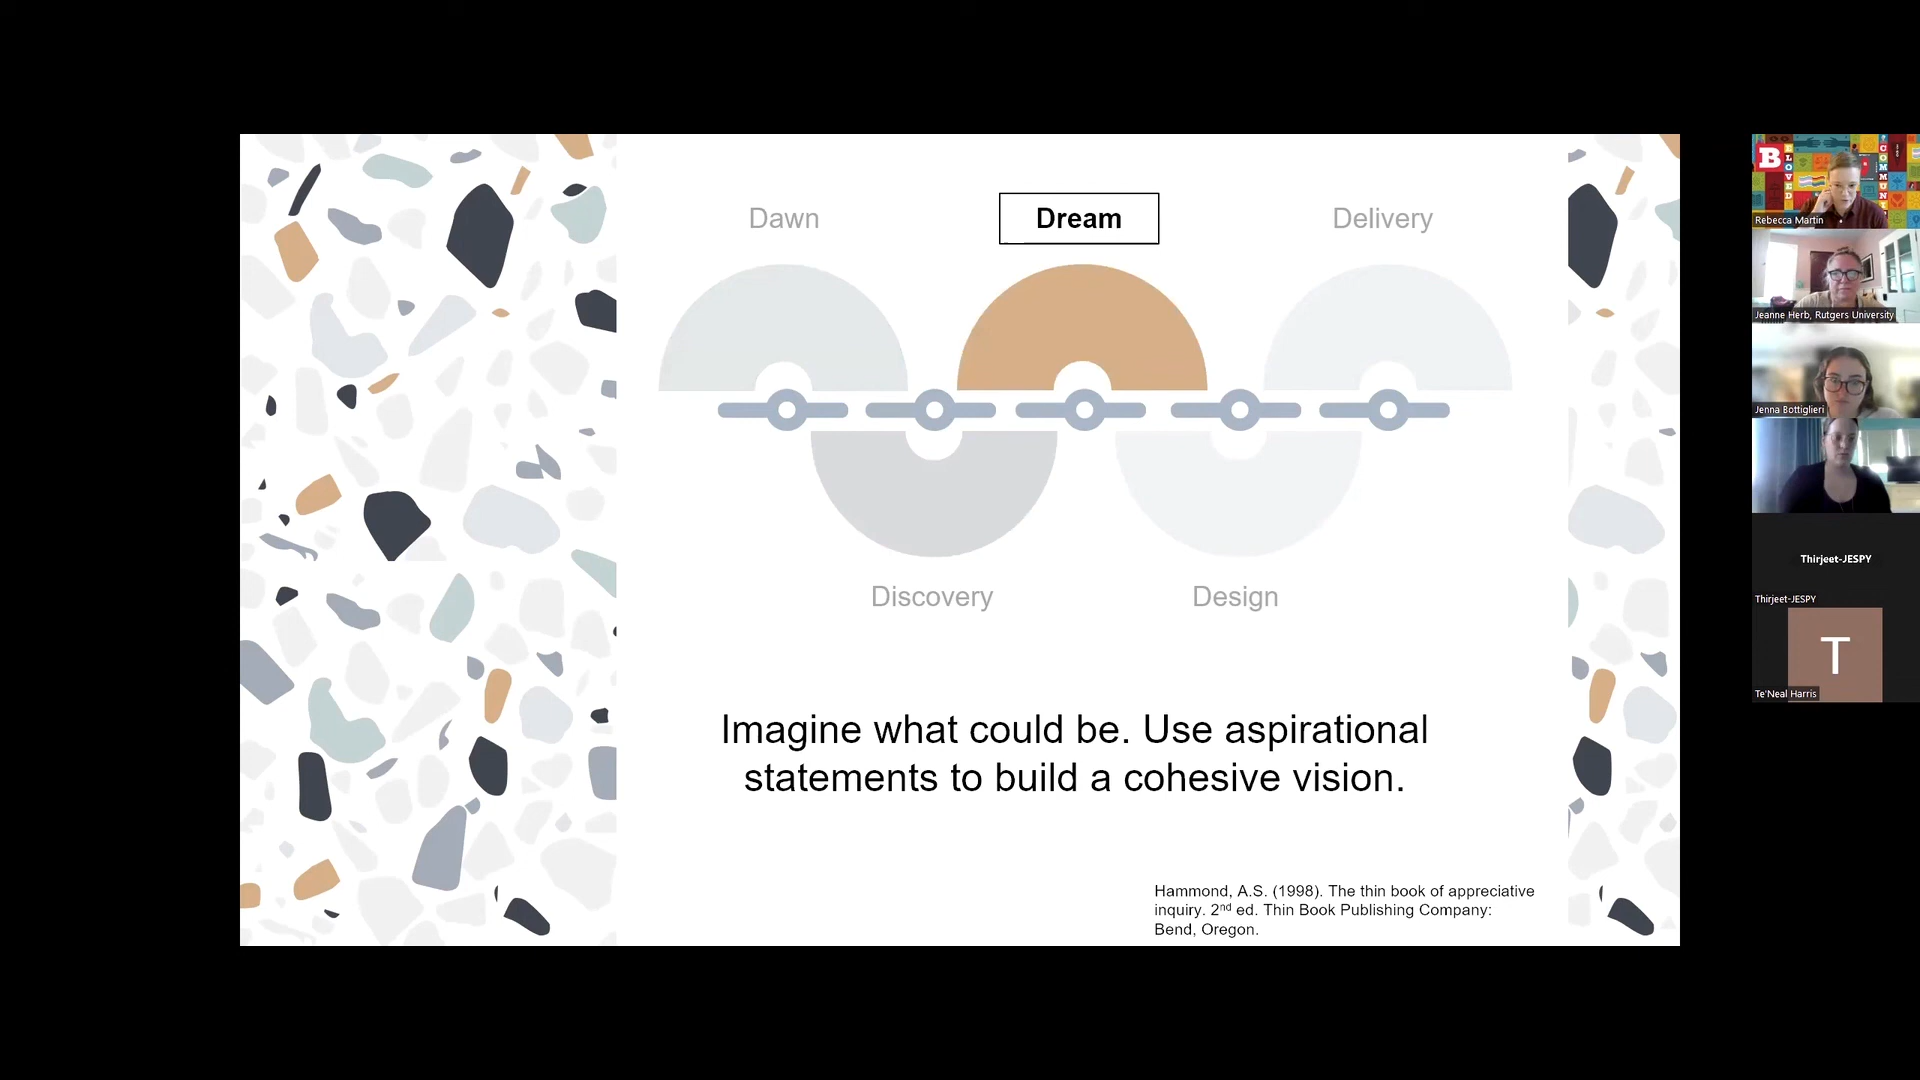 Dawn
Dream
Delivery
Discovery
Design
Imagine what could be. Use aspirational
statements to build a cohesive vision.
Hammond, A.S. (1998). The thin book of appreciative
inquiry. 2nd ed. Thin Book Publishing Company:
Bend, Oregon.
B
Rebecca Martin
Jeanne Herb, Rutgers University
Jenna Bottiglieri
Thirjeet-JESPY
Thirjeet-JESPY
T
Te'Neal Harris